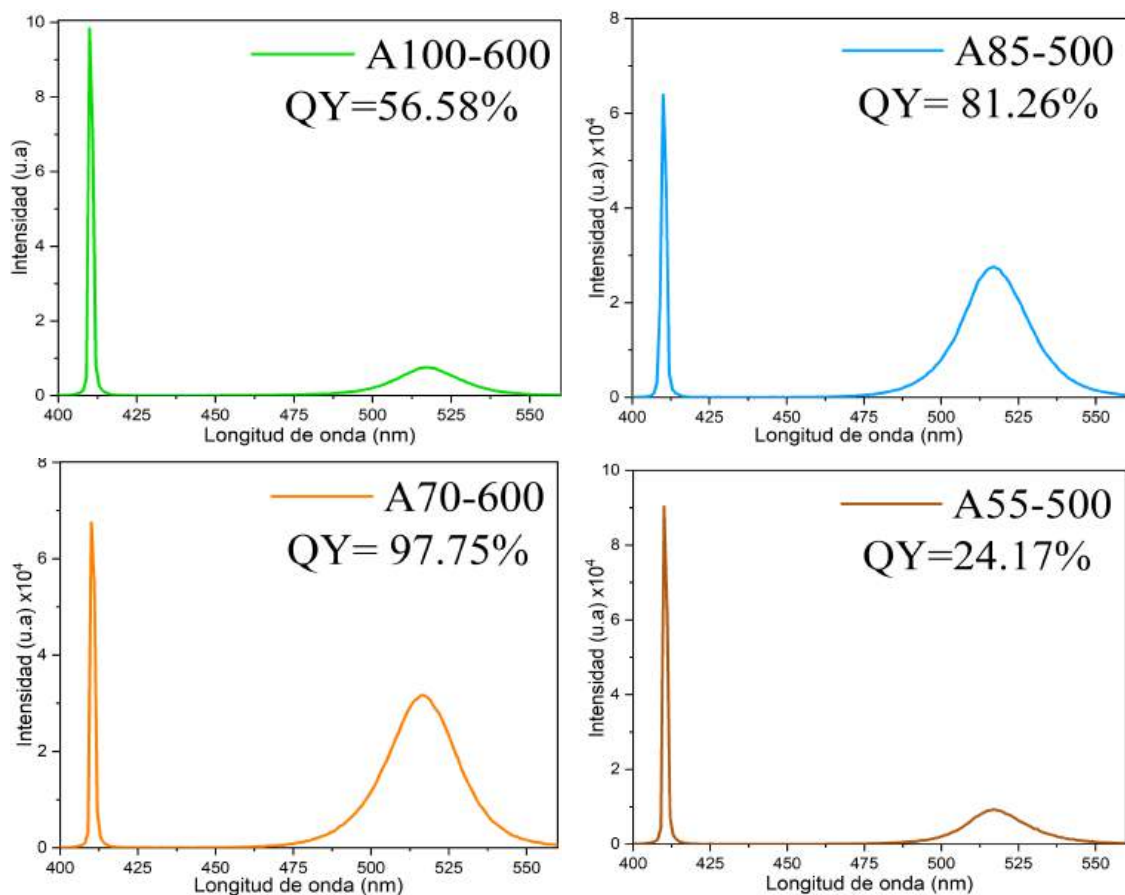 A100-600
QY=56.58%
Intensidad (u.a)
10
8
6
4
2
0
400 425 450 475 500 525 550
Longitud de onda (nm)
A85-500
QY= 81.26%
Intensidad (u.a) x10⁴
8
6
4
2
0
400 425 450 475 500 525 550
Longitud de onda (nm)
A70-600
QY= 97.75%
Intensidad (u.a) x10⁴
8
6
4
2
0
400 425 450 475 500 525 550
Longitud de onda (nm)
A55-500
QY=24.17%
Intensidad (u.a) x10⁴
10
8
6
4
2
0
400 425 450 475 500 525 550
Longitud de onda (nm)